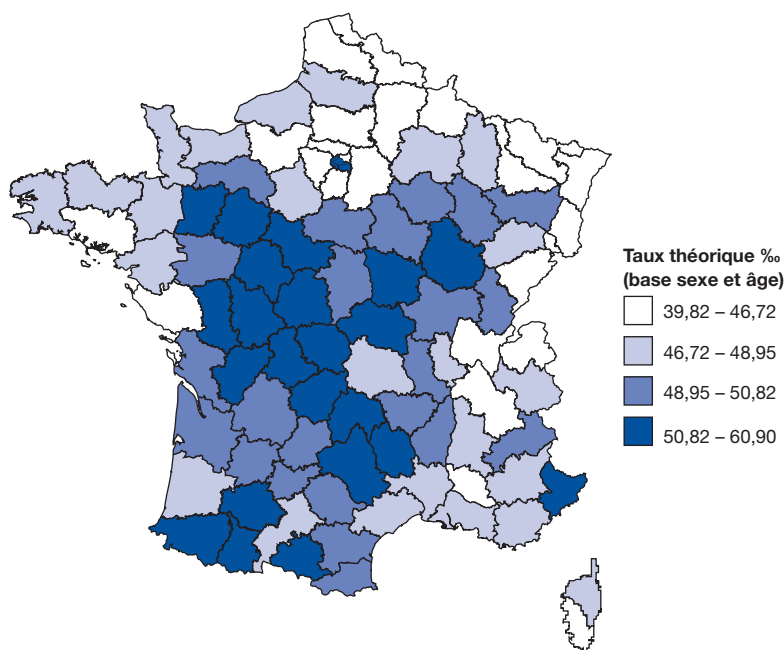 Taux théorique ‰
(base sexe et âge)
39,82 – 46,72
46,72 – 48,95
48,95 – 50,82
50,82 – 60,90